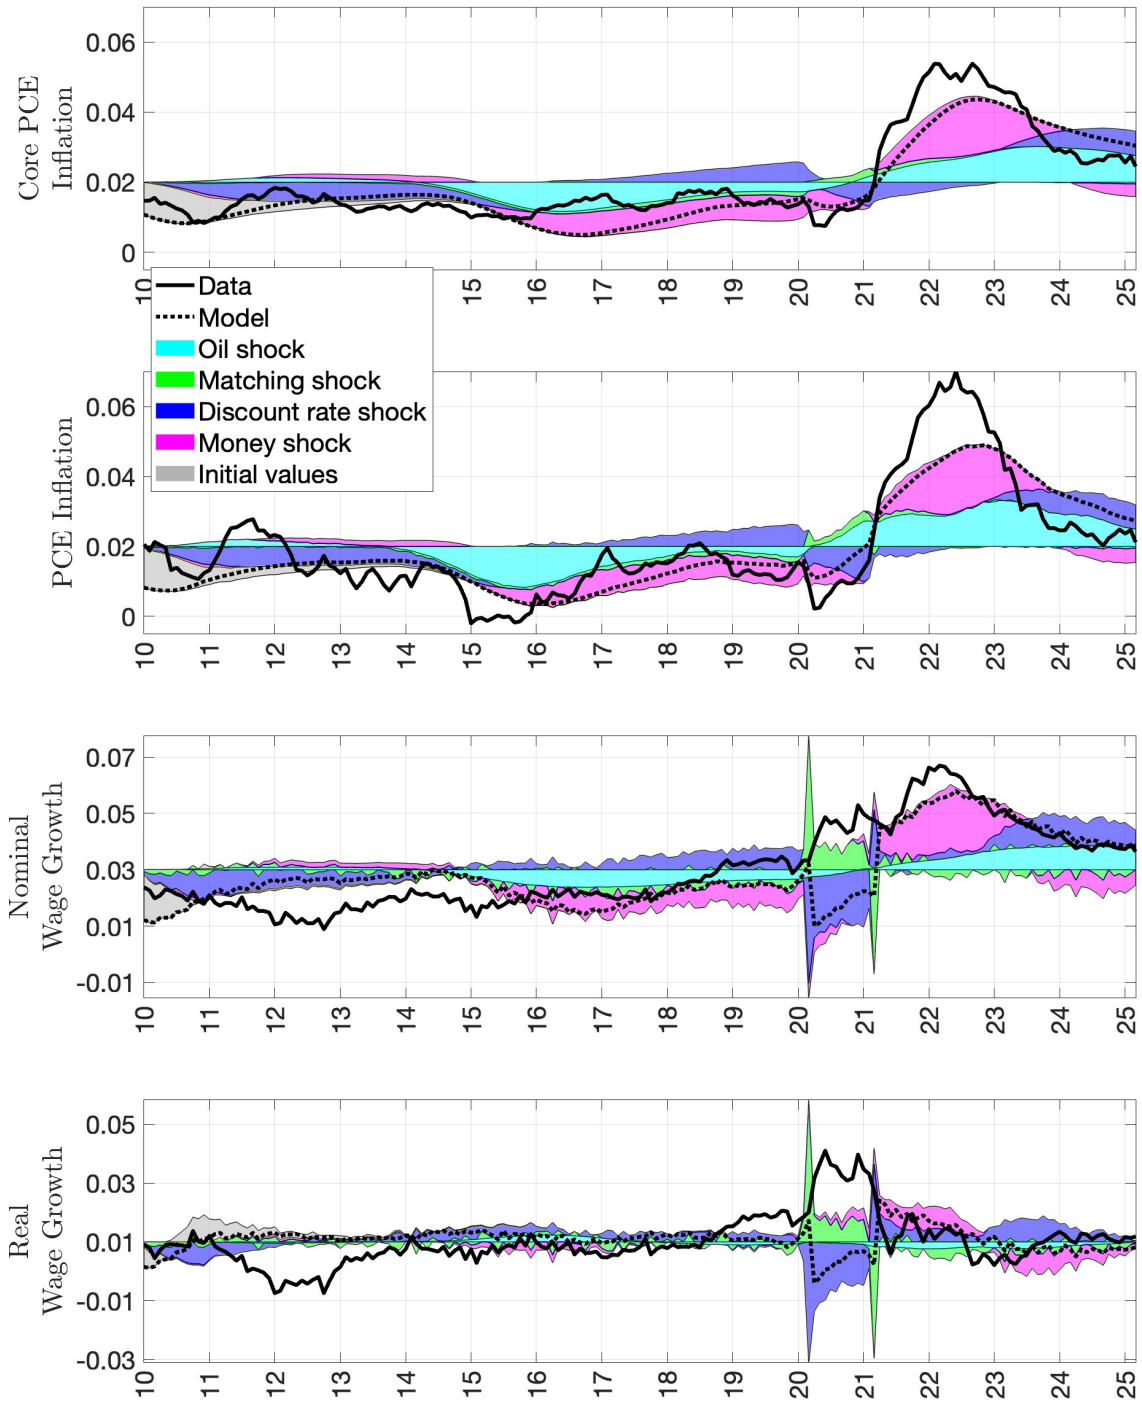 Core PCE
Inflation
0.06
0.04
0.02
0
10 15 16 17 18 19 20 21 22 23 24 25
Data
Model
Oil shock
Matching shock
Discount rate shock
Money shock
Initial values
PCE Inflation
0.06
0.04
0.02
0
10 11 12 13 14 15 16 17 18 19 20 21 22 23 24 25
Nominal
Wage Growth
0.07
0.05
0.03
0.01
-0.01
10 11 12 13 14 15 16 17 18 19 20 21 22 23 24 25
Real
Wage Growth
0.05
0.03
0.01
-0.01
-0.03
10 11 12 13 14 15 16 17 18 19 20 21 22 23 24 25